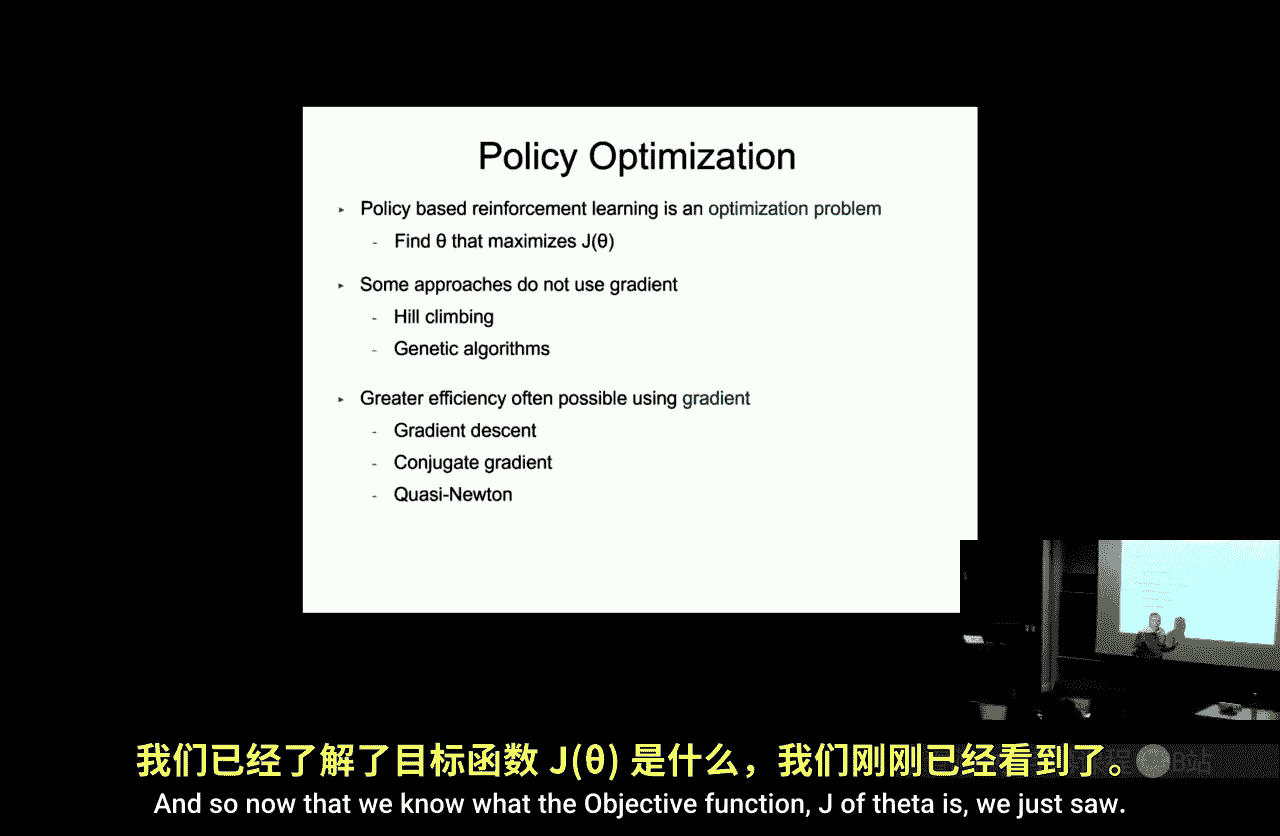 Policy Optimization
▸ Policy based reinforcement learning is an optimization problem
- Find θ that maximizes J(θ)
▸ Some approaches do not use gradient
- Hill climbing
- Genetic algorithms
▸ Greater efficiency often possible using gradient
- Gradient descent
- Conjugate gradient
- Quasi-Newton
我们已经了解了目标函数 J(θ) 是什么，我们刚刚已经看到了。
And so now that we know what the Objective function, J of theta is, we just saw.